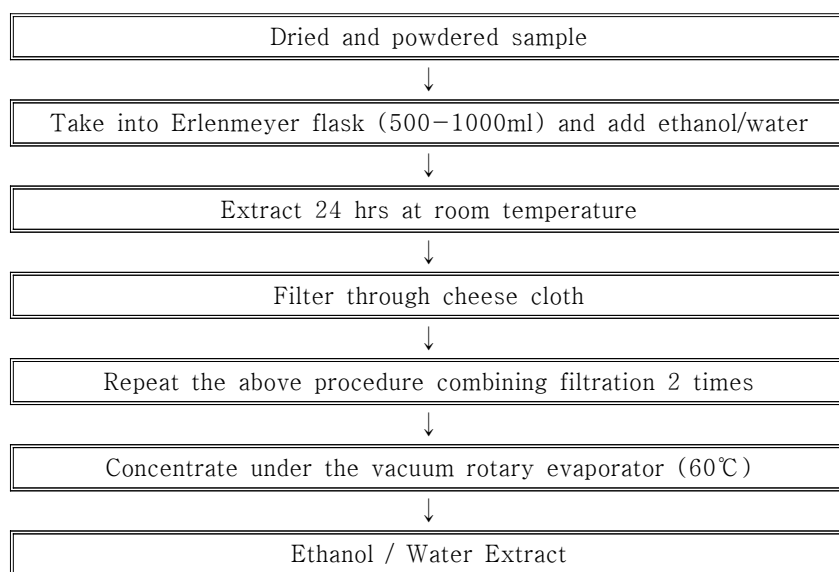 Dried and powdered sample
↓
Take into Erlenmeyer flask (500-1000ml) and add ethanol/water
↓
Extract 24 hrs at room temperature
↓
Filter through cheese cloth
↓
Repeat the above procedure combining filtration 2 times
↓
Concentrate under the vacuum rotary evaporator (60℃)
↓
Ethanol / Water Extract